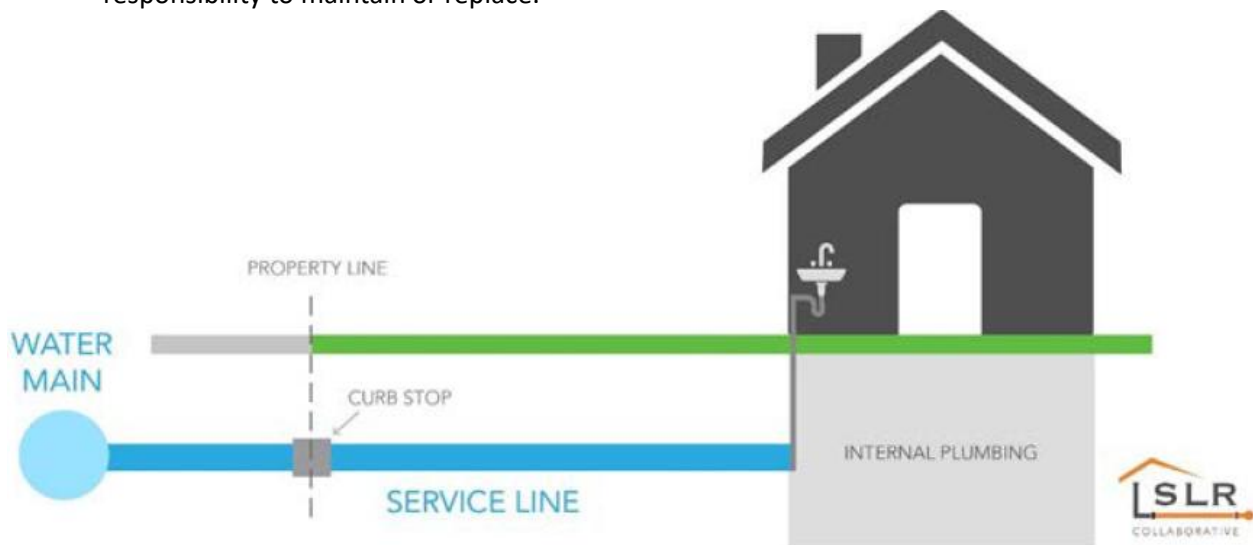 responsibility to maintain or replace.
PROPERTY LINE
WATER
MAIN
CURB STOP
INTERNAL PLUMBING
SERVICE LINE
LSLR
COLLABORATIVE